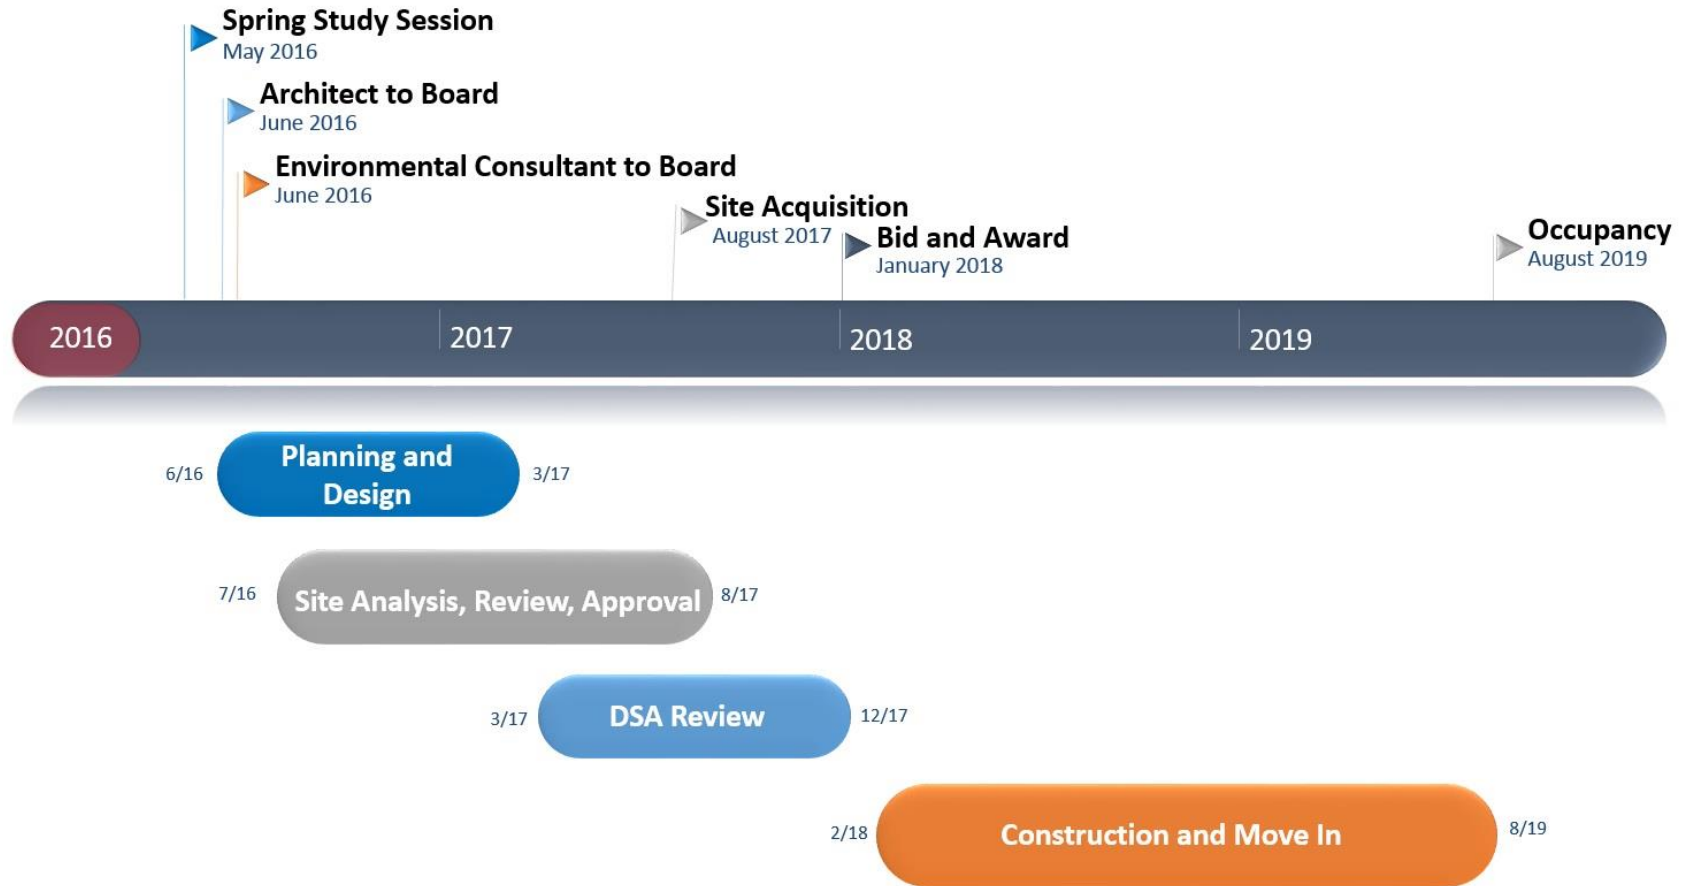 Spring Study Session
May 2016
Architect to Board
June 2016
Environmental Consultant to Board
June 2016
Site Acquisition
August 2017
Bid and Award
January 2018
Occupancy
August 2019
2016
2017
2018
2019
6/16
Planning and
Design
3/17
7/16
Site Analysis, Review, Approval
8/17
3/17
DSA Review
12/17
2/18
Construction and Move In
8/19